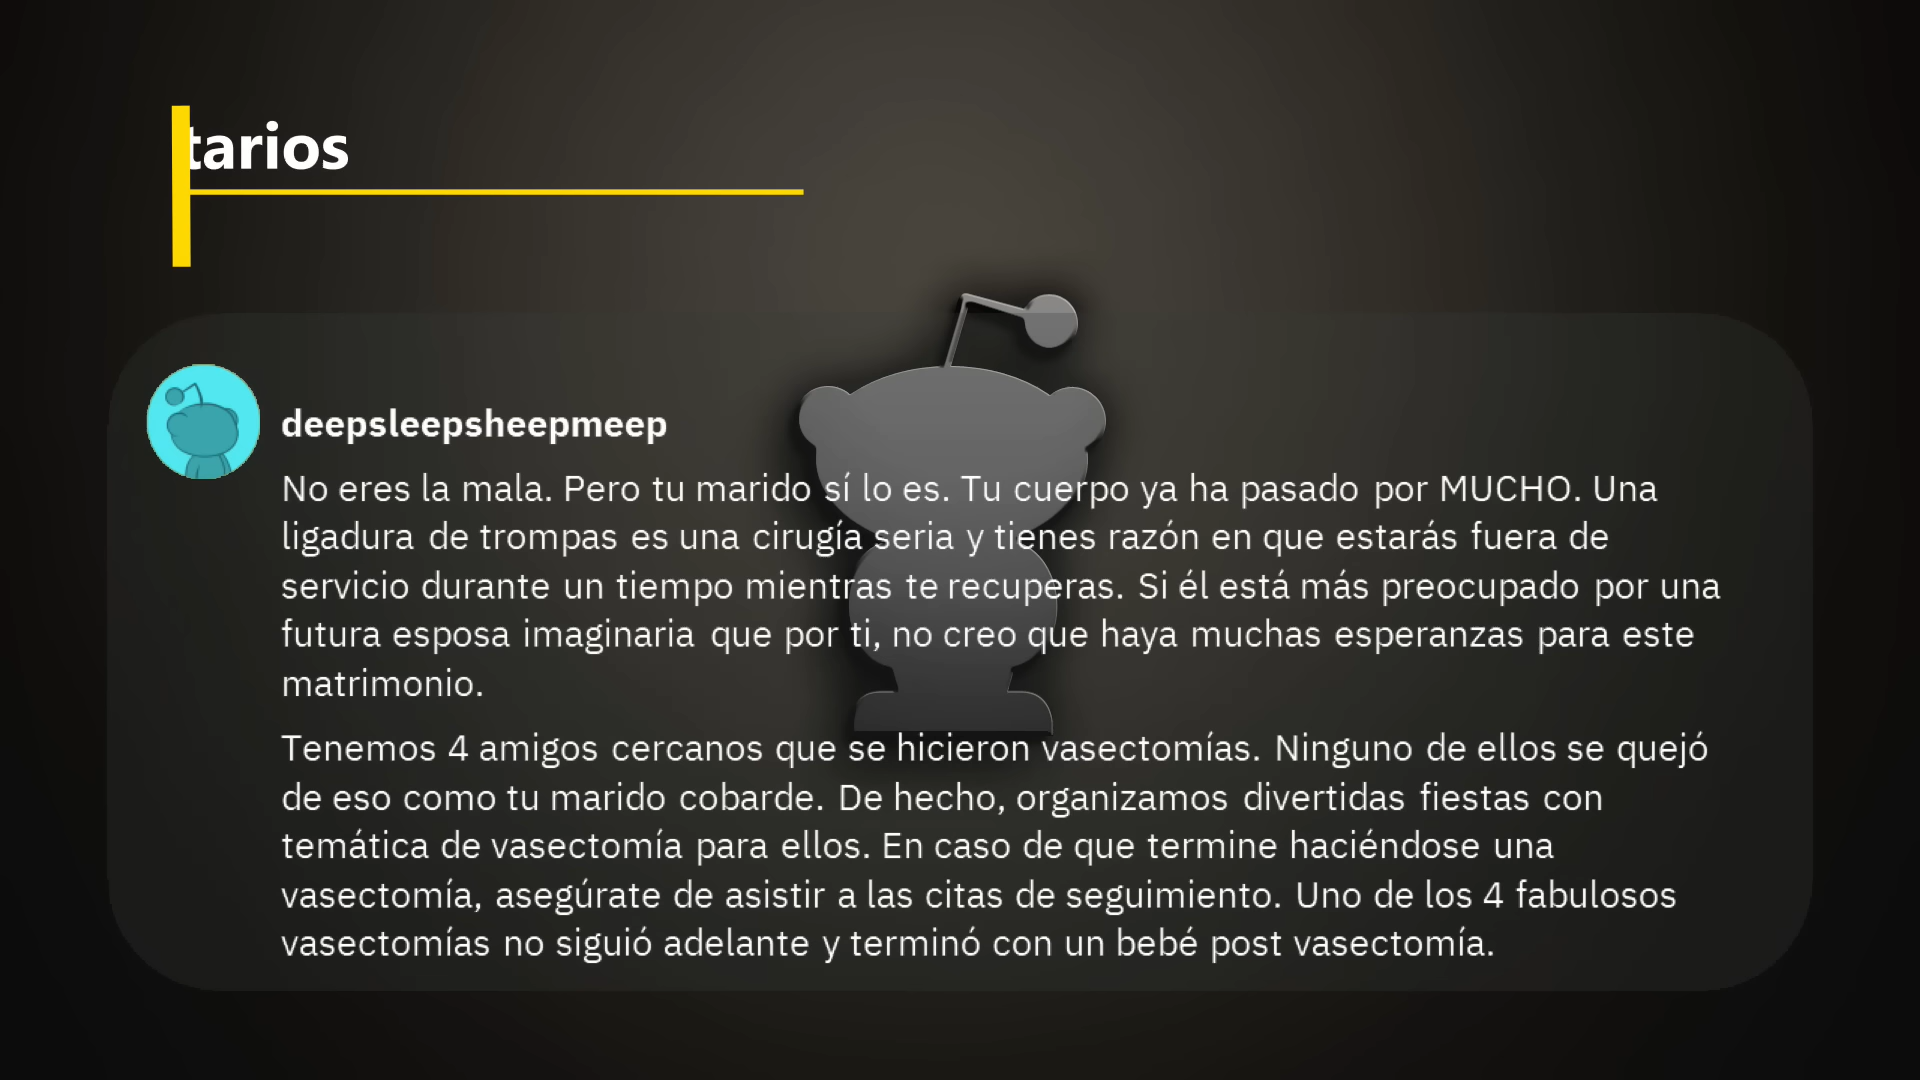 tarios
deepsleepsheepmeep
No eres la mala. Pero tu marido sí lo es. Tu cuerpo ya ha pasado por MUCHO. Una
ligadura de trompas es una cirugía seria y tienes razón en que estarás fuera de
servicio durante un tiempo mientras te recuperas. Si él está más preocupado por una
futura esposa imaginaria que por ti, no creo que haya muchas esperanzas para este
matrimonio.
Tenemos 4 amigos cercanos que se hicieron vasectomías. Ninguno de ellos se quejó
de eso como tu marido cobarde. De hecho, organizamos divertidas fiestas con
temática de vasectomía para ellos. En caso de que termine haciéndose una
vasectomía, asegúrate de asistir a las citas de seguimiento. Uno de los 4 fabulosos
vasectomías no siguió adelante y terminó con un bebé post vasectomía.